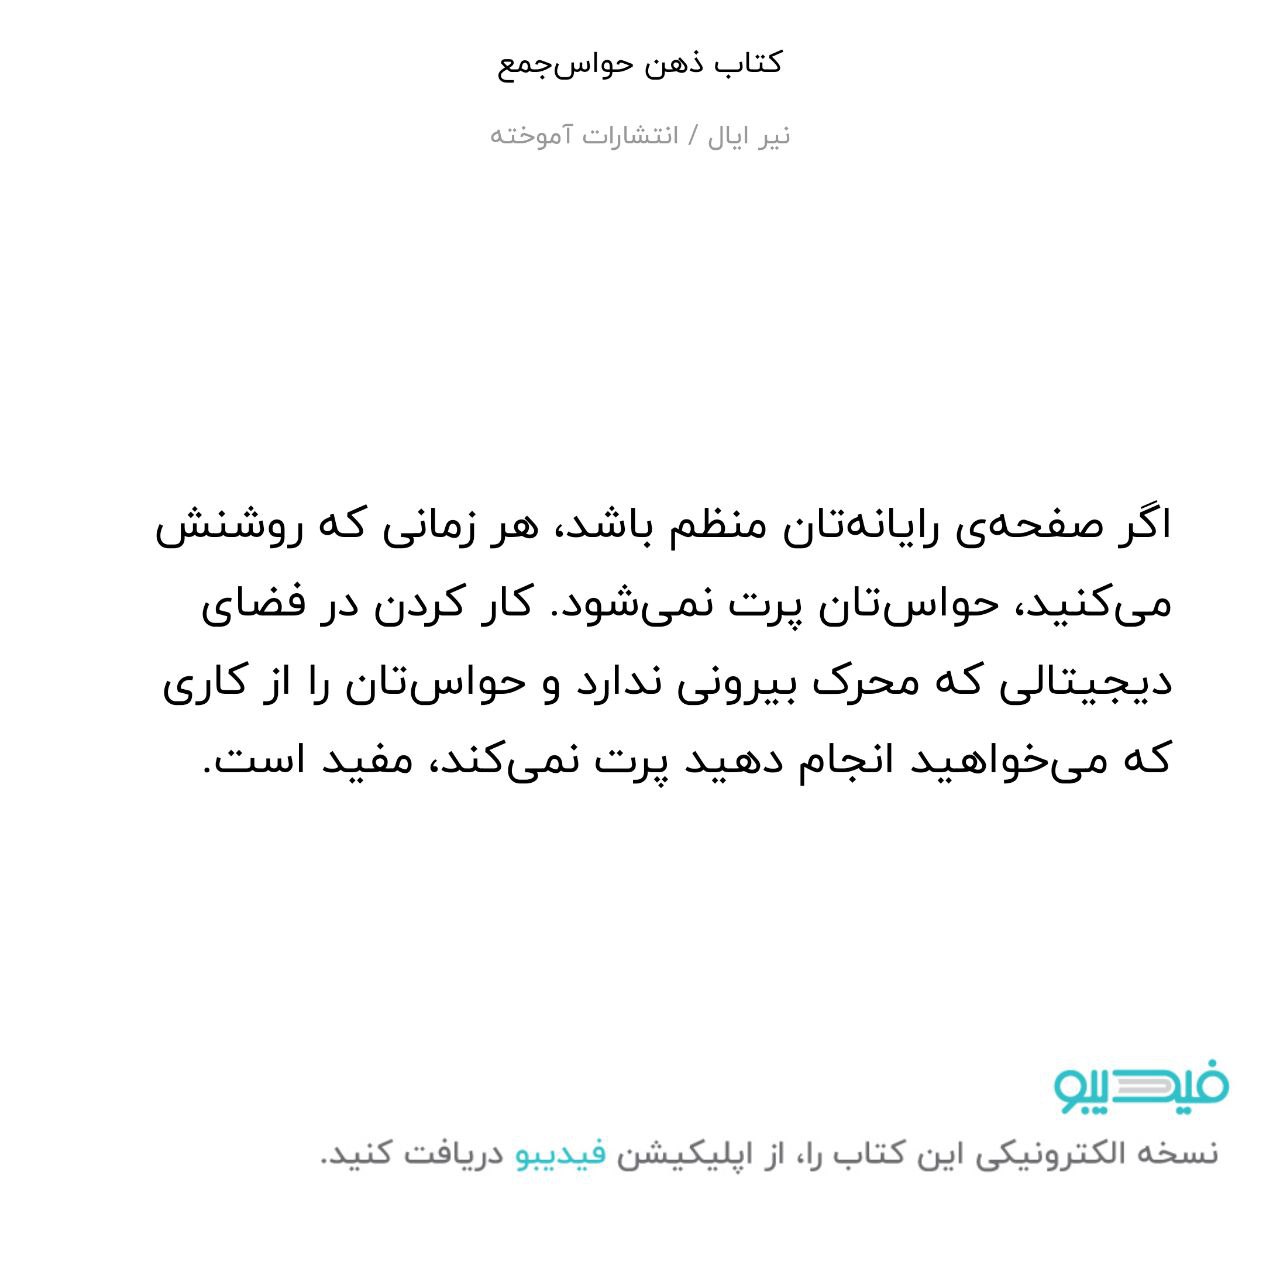 کتاب ذهن حواس‌جمع
نیر ایال / انتشارات آموخته
اگر صفحه‌ی رایانه‌تان منظم باشد، هر زمانی که روشنش
می‌کنید، حواس‌تان پرت نمی‌شود. کار کردن در فضای
دیجیتالی که محرک بیرونی ندارد و حواس‌تان را از کاری
که می‌خواهید انجام دهید پرت نمی‌کند، مفید است.
فیدیبو
نسخه الکترونیکی این کتاب را، از اپلیکیشن فیدیبو دریافت کنید.